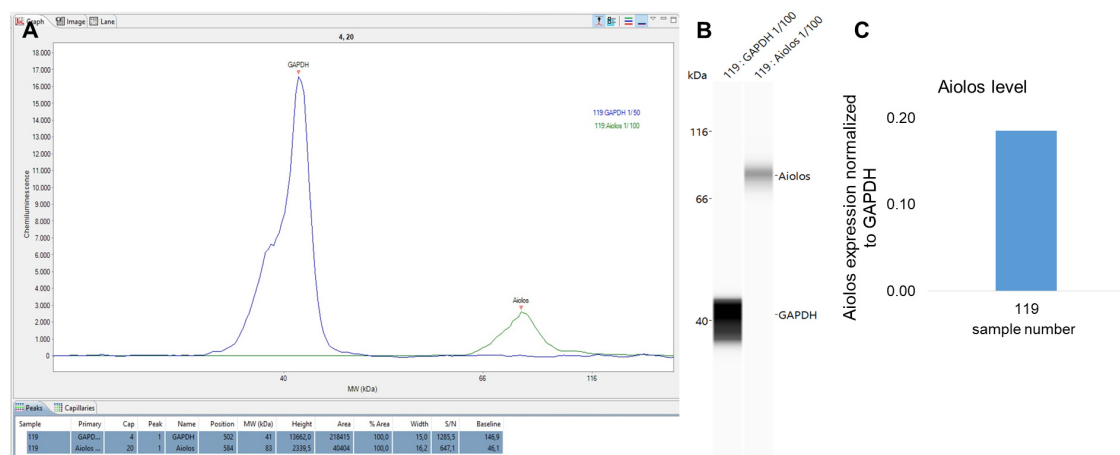 A
Graph Image Lane
4, 20
18.000
17.000
16.000
15.000
14.000
13.000
12.000
11.000
10.000
9.000
8.000
7.000
6.000
5.000
4.000
3.000
2.000
1.000
0
Chemiluminescence
GAPDH
Aiolos
119:GAPDH 1/50
119:Aiolos 1/100
40 66 116
MW (kDa)
Peaks Capillaries
Sample Primary Cap Peak Name Position MW (kDa) Height Area % Area Width S/N Baseline
119 GAPD... 4 1 GAPDH 502 41 13662,0 218415 100,0 15,0 1285,5 146,9
119 Aiolos ... 20 1 Aiolos 584 83 2339,5 40404 100,0 16,2 647,1 46,1
B
119 : GAPDH 1/100
119 : Aiolos 1/100
kDa
116-
66-
40-
-Aiolos
-GAPDH
C
Aiolos level
Aiolos expression normalized
to GAPDH
0.20
0.10
0.00
119
sample number